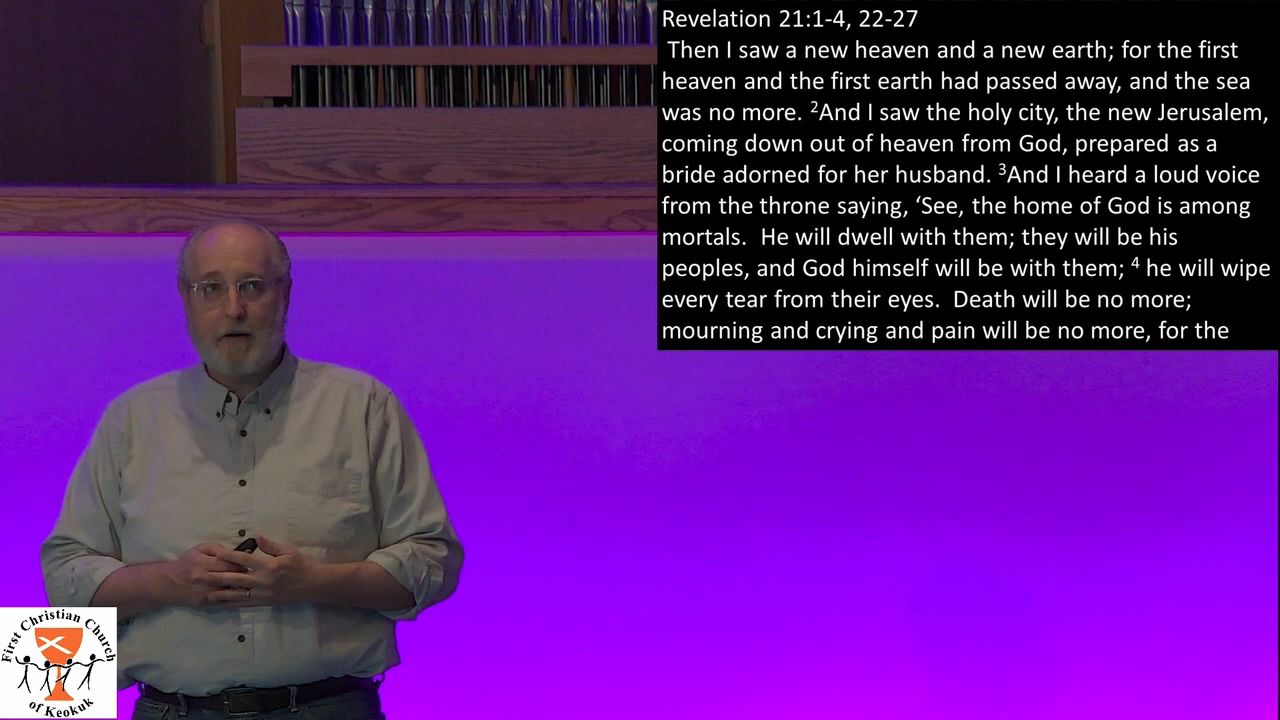 Revelation 21:1-4, 22-27
Then I saw a new heaven and a new earth; for the first
heaven and the first earth had passed away, and the sea
was no more. ²And I saw the holy city, the new Jerusalem,
coming down out of heaven from God, prepared as a
bride adorned for her husband. ³And I heard a loud voice
from the throne saying, ‘See, the home of God is among
mortals.  He will dwell with them; they will be his
peoples, and God himself will be with them; ⁴ he will wipe
every tear from their eyes.  Death will be no more;
mourning and crying and pain will be no more, for the
First Christian Church
of Keokuk